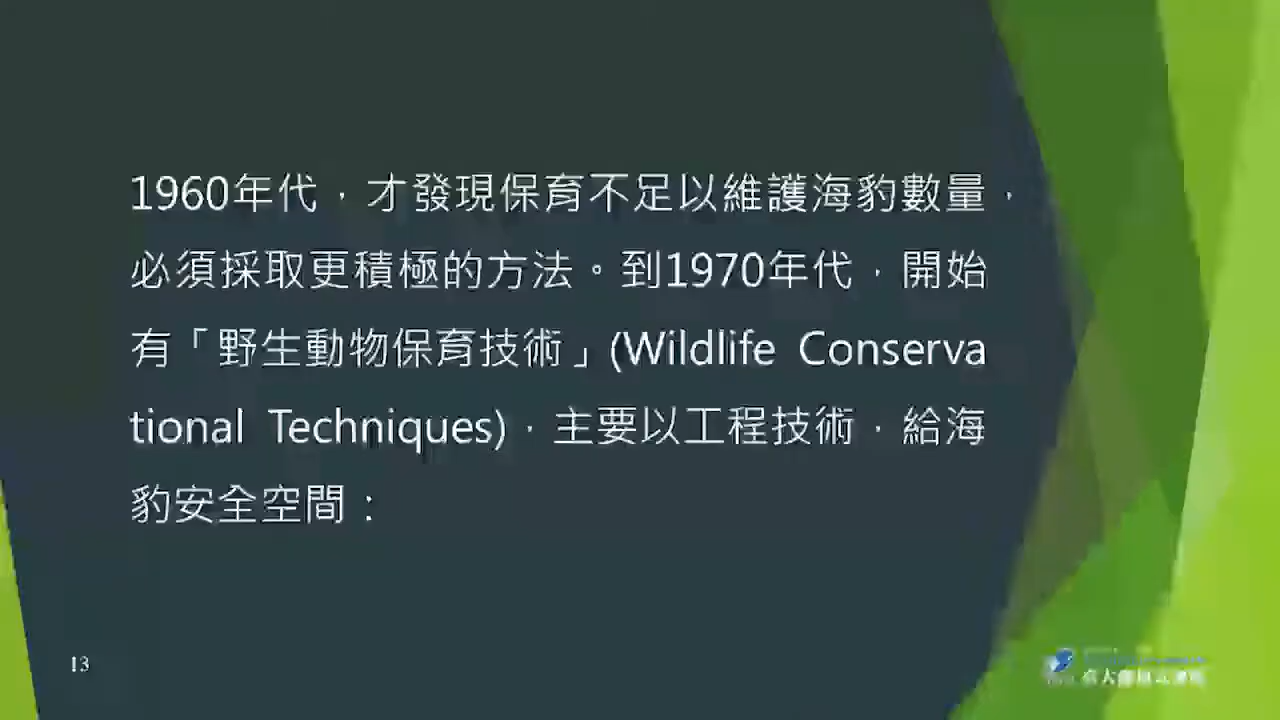 1960年代，才發現保育不足以維護海豹數量，
必須採取更積極的方法。到1970年代，開始
有「野生動物保育技術」(Wildlife Conserva
tional Techniques)，主要以工程技術，給海
豹安全空間：
13